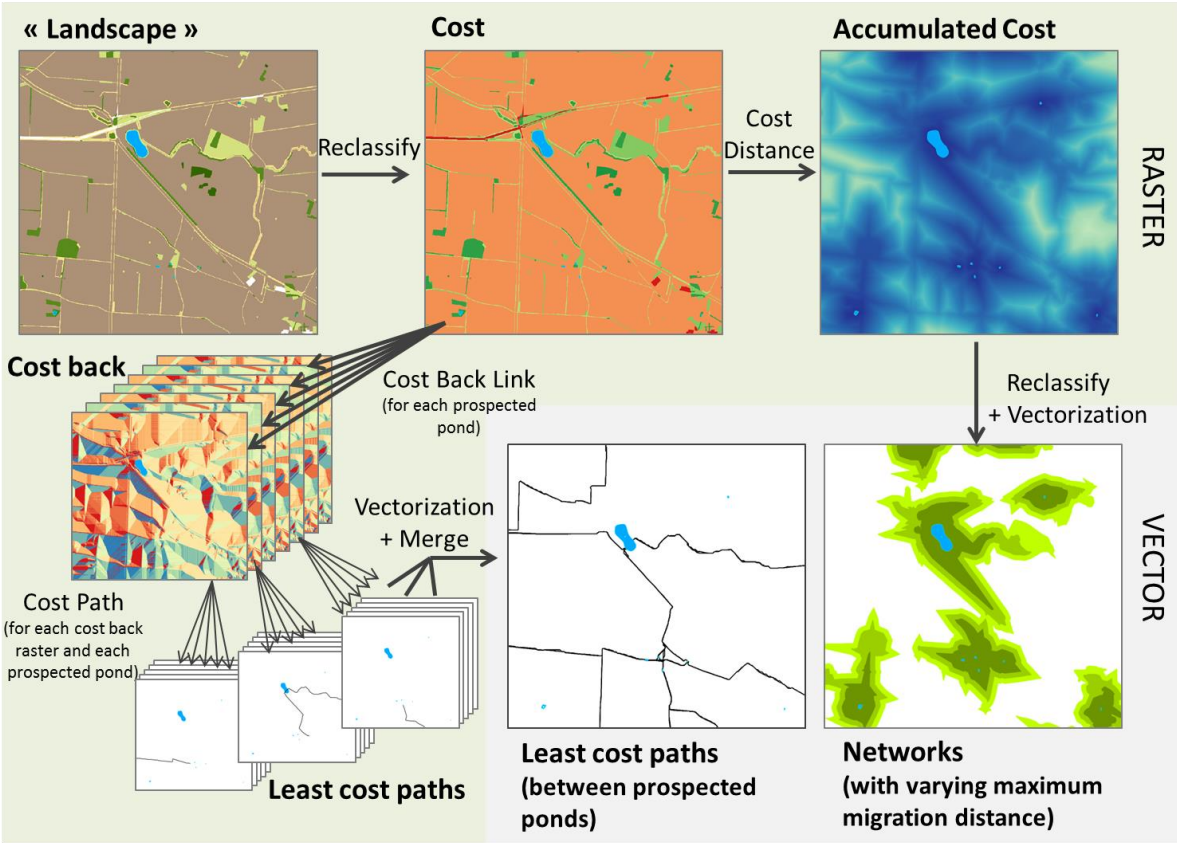 « Landscape »
Cost
Accumulated Cost
Reclassify
Cost
Distance
RASTER
Cost back
Cost Back Link
(for each prospected
pond)
Reclassify
+ Vectorization
Vectorization
+ Merge
VECTOR
Cost Path
(for each cost back
raster and each
prospected pond)
Least cost paths
Least cost paths
(between prospected
ponds)
Networks
(with varying maximum
migration distance)